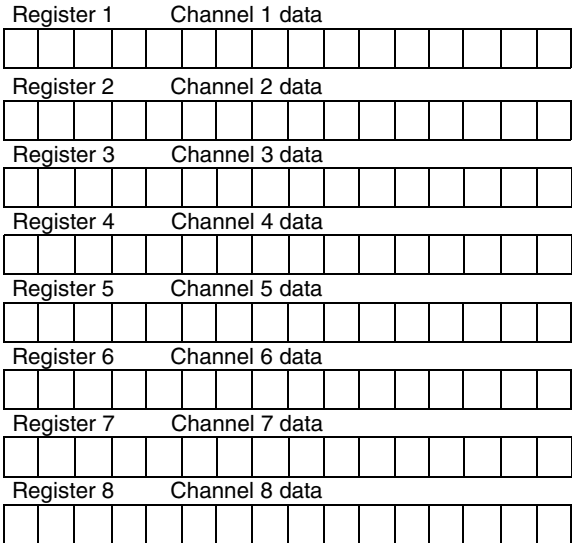 Register 1 Channel 1 data
Register 2 Channel 2 data
Register 3 Channel 3 data
Register 4 Channel 4 data
Register 5 Channel 5 data
Register 6 Channel 6 data
Register 7 Channel 7 data
Register 8 Channel 8 data